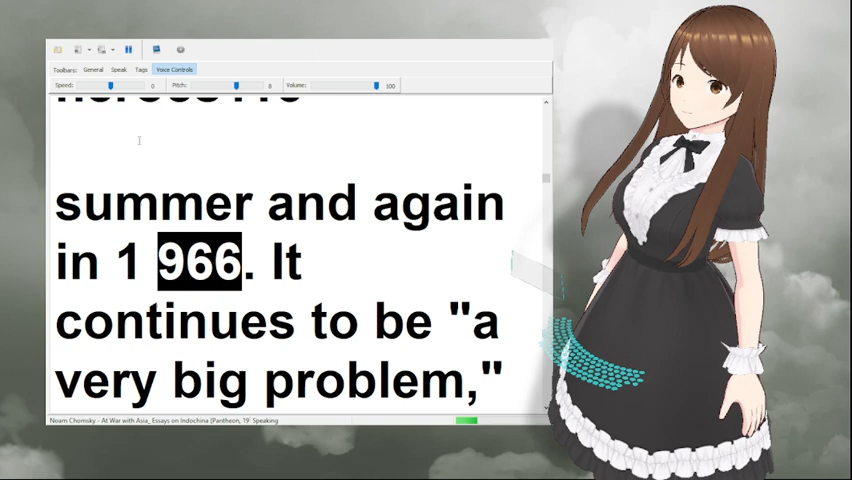 Toolbars: General Speak Tags Voice Controls
Speed: 0 Pitch: 8 Volume: 100
summer and again
in 1 966. It
continues to be "a
very big problem,"
Noam Chomsky - At War with Asia_ Essays on Indochina (Pantheon, 19' Speaking